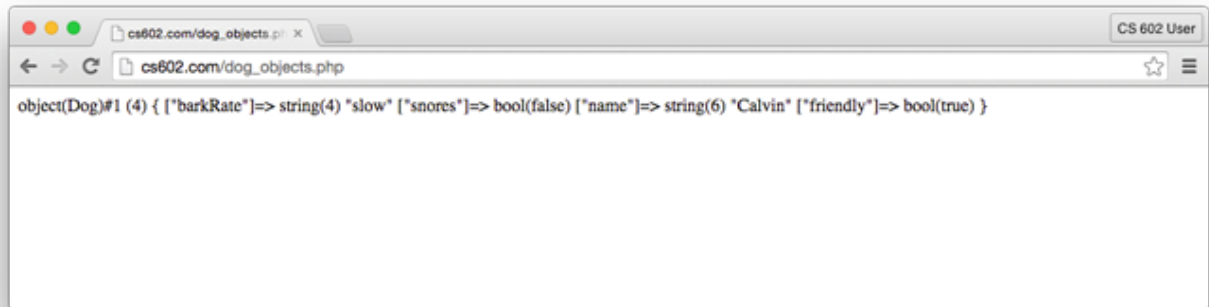 cs602.com/dog_objects.ph
CS 602 User
cs602.com/dog_objects.php
object(Dog)#1 (4) { ["barkRate"]=> string(4) "slow" ["snores"]=> bool(false) ["name"]=> string(6) "Calvin" ["friendly"]=> bool(true) }